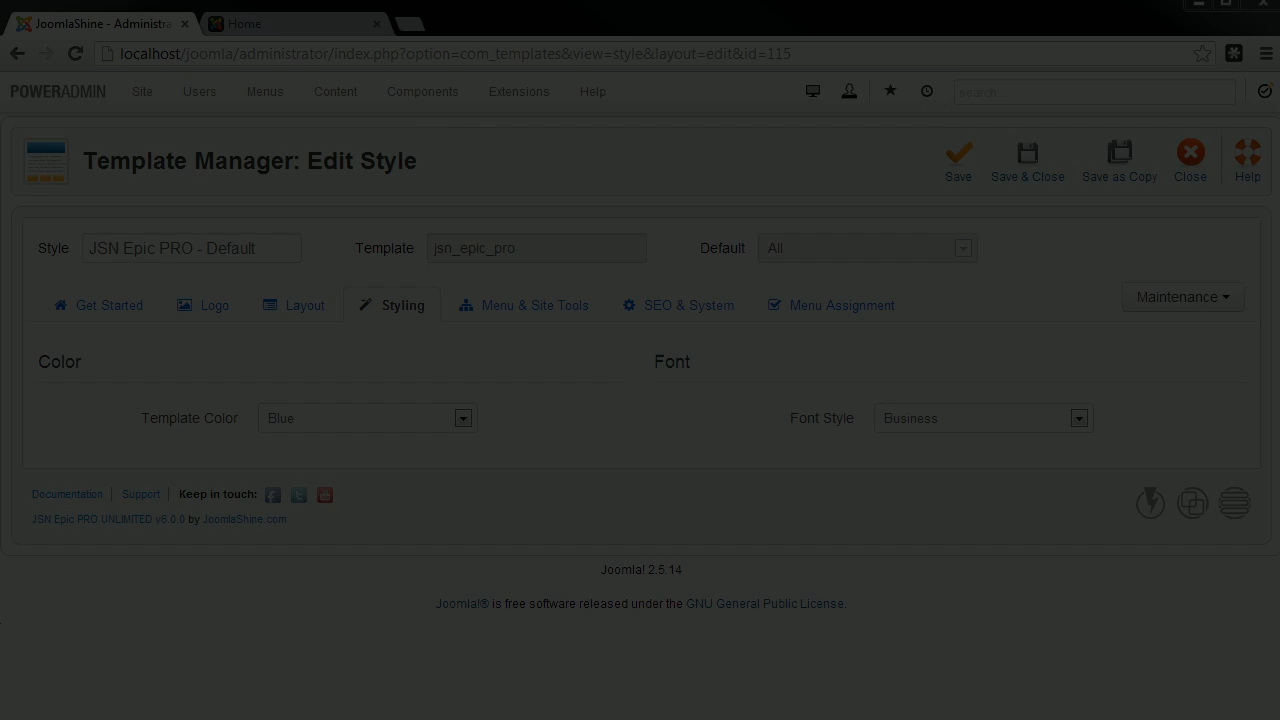 JoomlaShine - Administra
Home
localhost/joomla/administrator/index.php?option=com_templates&view=style&layout=edit&id=115
POWERADMIN Site Users Menus Content Components Extensions Help search...
Template Manager: Edit Style
Save Save & Close Save as Copy Close Help
Style JSN Epic PRO - Default Template jsn_epic_pro Default All
Get Started Logo Layout Styling Menu & Site Tools SEO & System Menu Assignment Maintenance
Color Font
Template Color Blue Font Style Business
Documentation Support Keep in touch:
JSN Epic PRO UNLIMITED v6.0.0 by JoomlaShine.com
Joomla! 2.5.14
Joomla!® is free software released under the GNU General Public License.